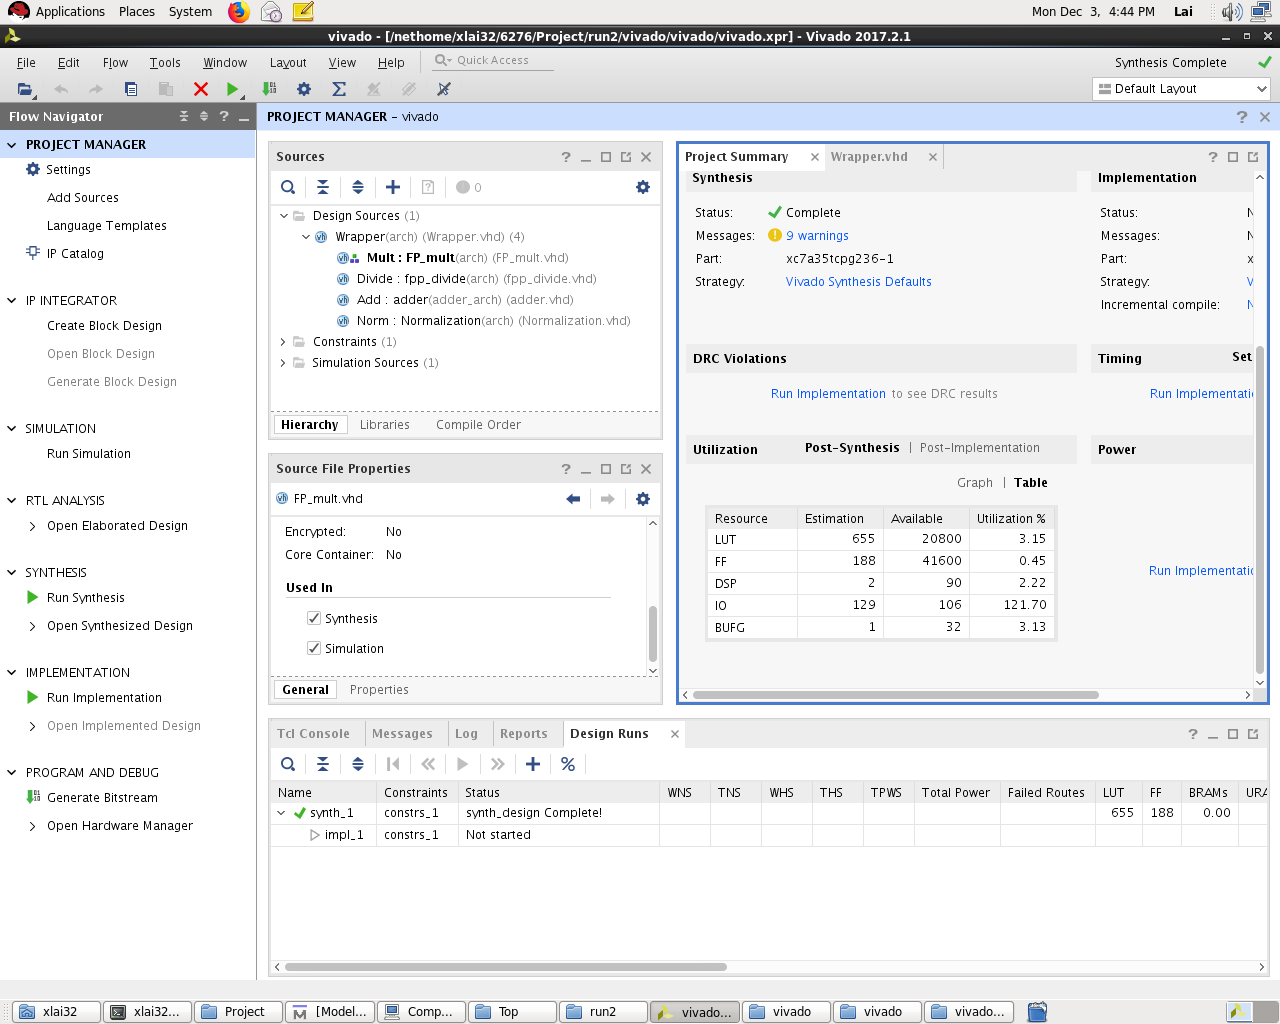 Applications Places System Mon Dec 3, 4:44 PM Lai
vivado - [/nethome/xlai32/6276/Project/run2/vivado/vivado/vivado.xpr] - Vivado 2017.2.1
File Edit Flow Tools Window Layout View Help Quick Access Synthesis Complete
Default Layout
Flow Navigator
PROJECT MANAGER
Settings
Add Sources
Language Templates
IP Catalog
IP INTEGRATOR
Create Block Design
Open Block Design
Generate Block Design
SIMULATION
Run Simulation
RTL ANALYSIS
Open Elaborated Design
SYNTHESIS
Run Synthesis
Open Synthesized Design
IMPLEMENTATION
Run Implementation
Open Implemented Design
PROGRAM AND DEBUG
Generate Bitstream
Open Hardware Manager
PROJECT MANAGER - vivado
Sources
0
Design Sources (1)
Wrapper(arch) (Wrapper.vhd) (4)
Mult : FP_mult(arch) (FP_mult.vhd)
Divide : fpp_divide(arch) (fpp_divide.vhd)
Add : adder(adder_arch) (adder.vhd)
Norm : Normalization(arch) (Normalization.vhd)
Constraints (1)
Simulation Sources (1)
Hierarchy Libraries Compile Order
Source File Properties
FP_mult.vhd
Encrypted: No
Core Container: No
Used In
Synthesis
Simulation
General Properties
Project Summary Wrapper.vhd
Synthesis
Status: Complete
Messages: 9 warnings
Part: xc7a35tcpg236-1
Strategy: Vivado Synthesis Defaults
Implementation
Status: N
Messages: N
Part: x
Strategy: V
Incremental compile: N
DRC Violations
Run Implementation to see DRC results
Timing Set
Run Implementatio
Utilization Post-Synthesis | Post-Implementation
Graph | Table
Resource Estimation Available Utilization %
LUT 655 20800 3.15
FF 188 41600 0.45
DSP 2 90 2.22
IO 129 106 121.70
BUFG 1 32 3.13
Power
Run Implementatio
Tcl Console Messages Log Reports Design Runs
Name Constraints Status WNS TNS WHS THS TPWS Total Power Failed Routes LUT FF BRAMs URA
synth_1 constrs_1 synth_design Complete! 655 188 0.00
impl_1 constrs_1 Not started
xlai32 xlai32... Project [Model... Comp... Top run2 vivado... vivado vivado vivado...